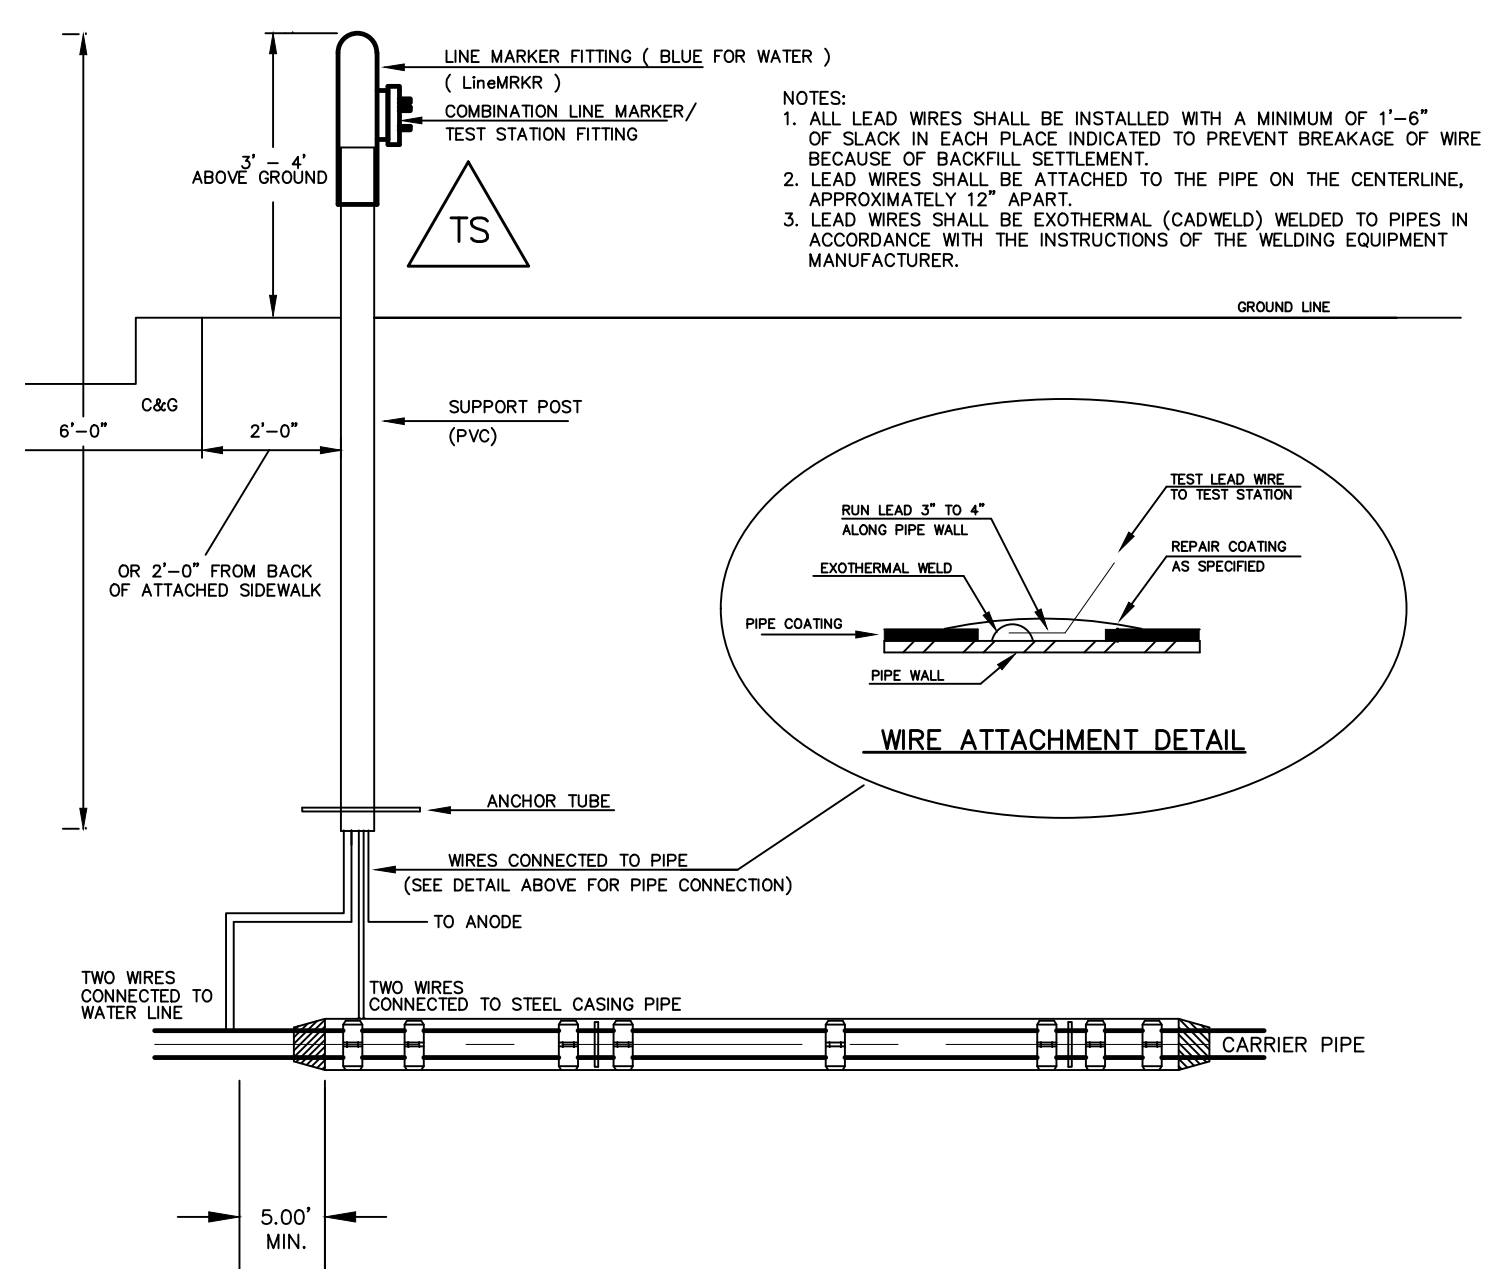 LINE MARKER FITTING ( BLUE FOR WATER )
( LineMRKR )
COMBINATION LINE MARKER/
TEST STATION FITTING
NOTES:
1. ALL LEAD WIRES SHALL BE INSTALLED WITH A MINIMUM OF 1'-6"
OF SLACK IN EACH PLACE INDICATED TO PREVENT BREAKAGE OF WIRE
BECAUSE OF BACKFILL SETTLEMENT.
2. LEAD WIRES SHALL BE ATTACHED TO THE PIPE ON THE CENTERLINE,
APPROXIMATELY 12" APART.
3. LEAD WIRES SHALL BE EXOTHERMAL (CADWELD) WELDED TO PIPES IN
ACCORDANCE WITH THE INSTRUCTIONS OF THE WELDING EQUIPMENT
MANUFACTURER.
3' - 4'
ABOVE GROUND
TS
GROUND LINE
C&G
6'-0"
2'-0"
SUPPORT POST
(PVC)
OR 2'-0" FROM BACK
OF ATTACHED SIDEWALK
TEST LEAD WIRE
TO TEST STATION
RUN LEAD 3" TO 4"
ALONG PIPE WALL
REPAIR COATING
AS SPECIFIED
EXOTHERMAL WELD
PIPE COATING
PIPE WALL
WIRE ATTACHMENT DETAIL
ANCHOR TUBE
WIRES CONNECTED TO PIPE
(SEE DETAIL ABOVE FOR PIPE CONNECTION)
TO ANODE
TWO WIRES
CONNECTED TO
WATER LINE
TWO WIRES
CONNECTED TO STEEL CASING PIPE
CARRIER PIPE
5.00'
MIN.